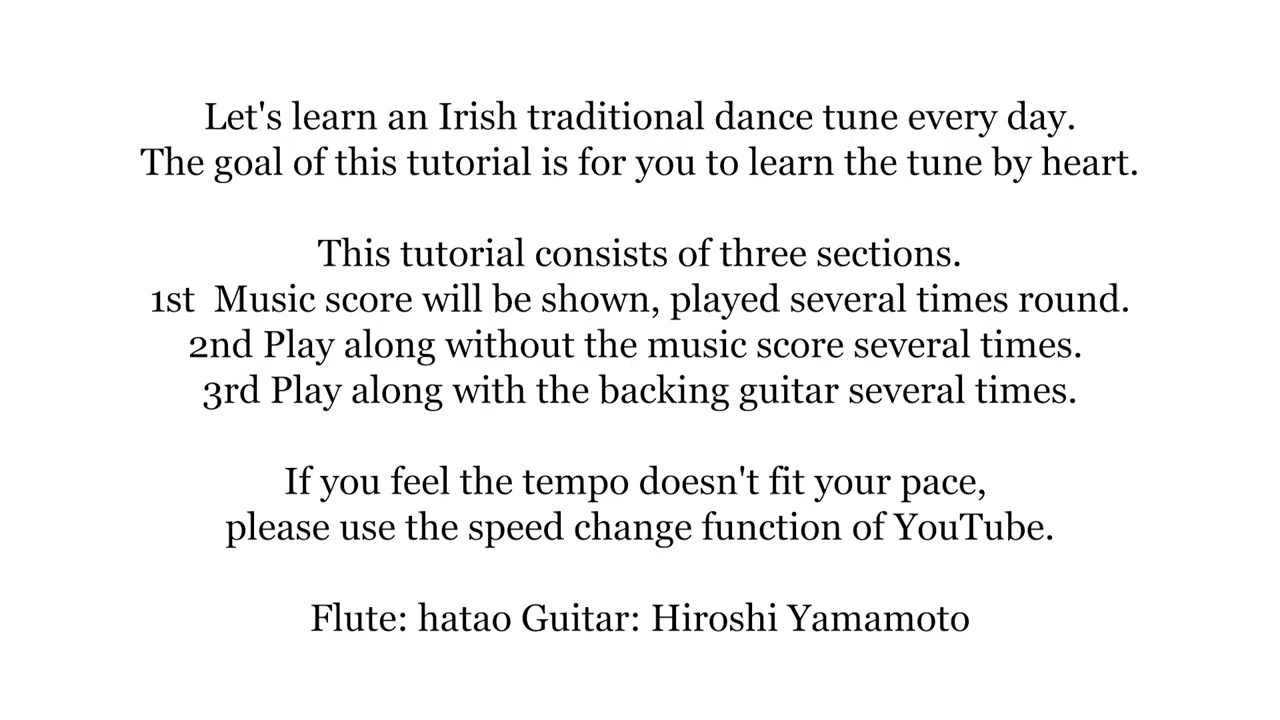 Let's learn an Irish traditional dance tune every day.
The goal of this tutorial is for you to learn the tune by heart.
This tutorial consists of three sections.
1st  Music score will be shown, played several times round.
2nd Play along without the music score several times.
3rd Play along with the backing guitar several times.
If you feel the tempo doesn't fit your pace,
please use the speed change function of YouTube.
Flute: hatao Guitar: Hiroshi Yamamoto